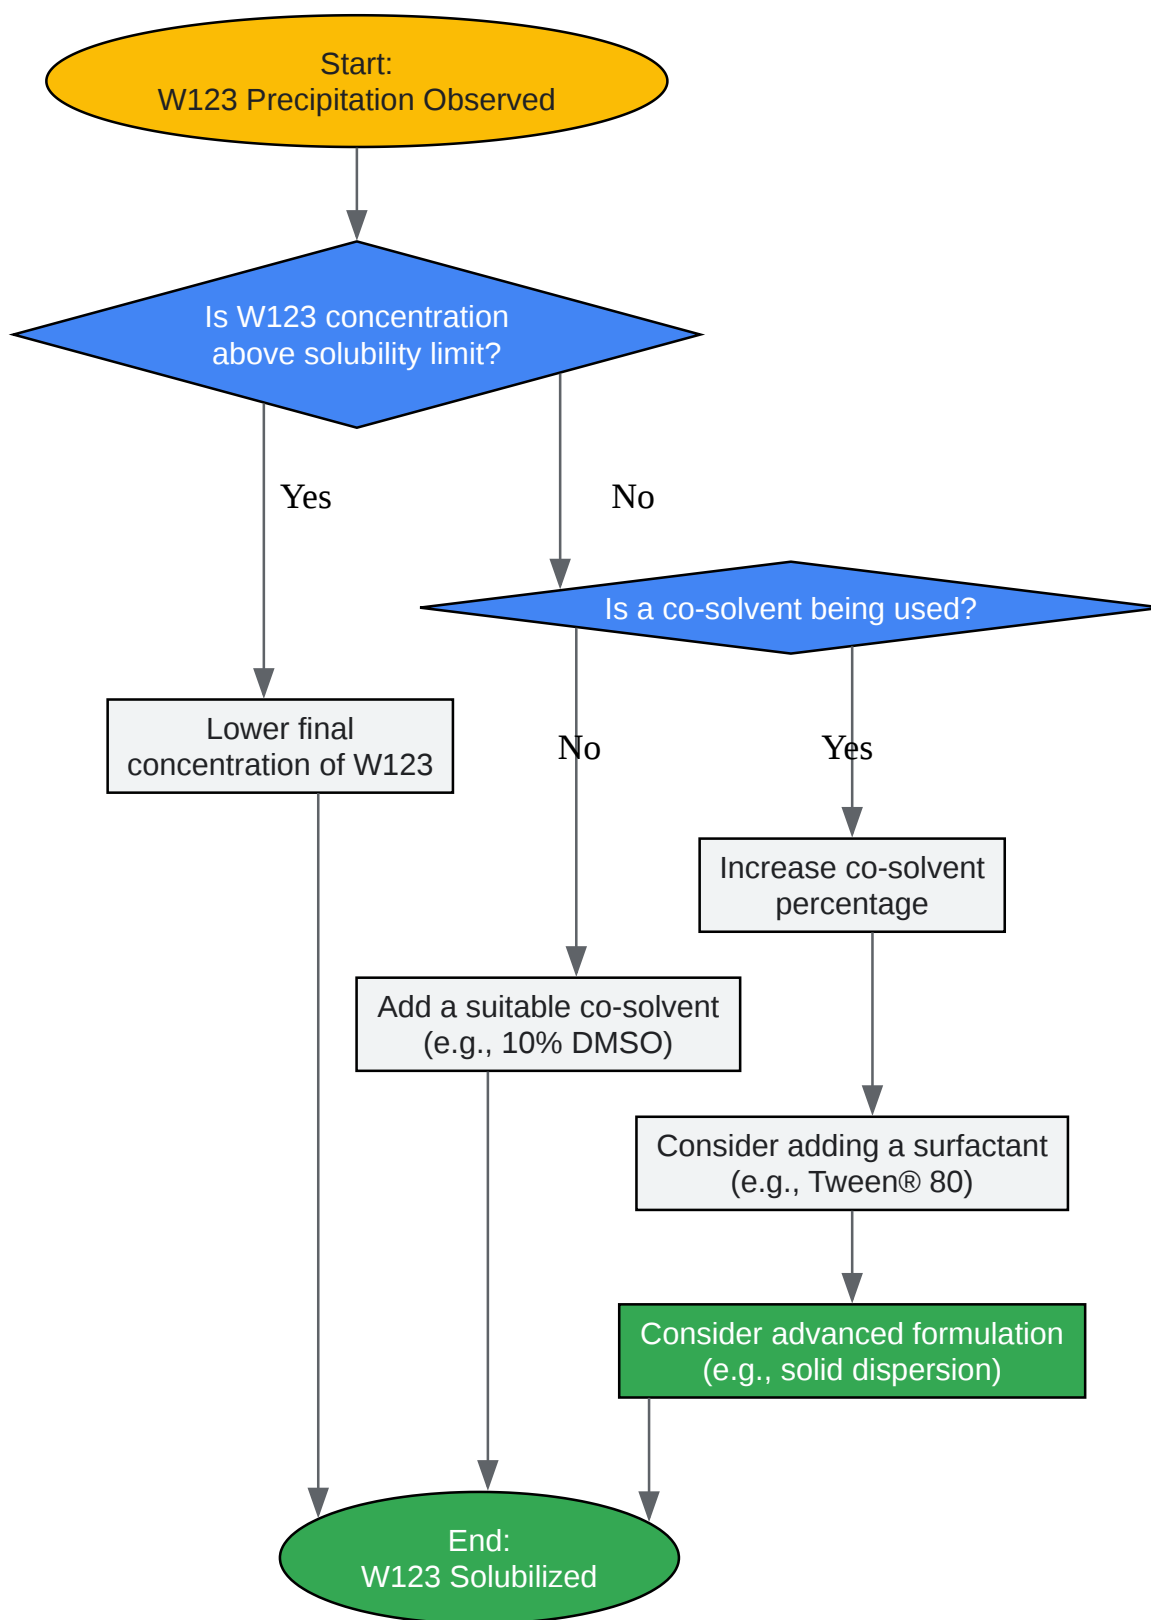 Start:
W123 Precipitation Observed
Is W123 concentration
above solubility limit?
Yes
No
Is a co-solvent being used?
Lower final
concentration of W123
No
Yes
Increase co-solvent
percentage
Add a suitable co-solvent
(e.g., 10% DMSO)
Consider adding a surfactant
(e.g., Tween® 80)
Consider advanced formulation
(e.g., solid dispersion)
End:
W123 Solubilized